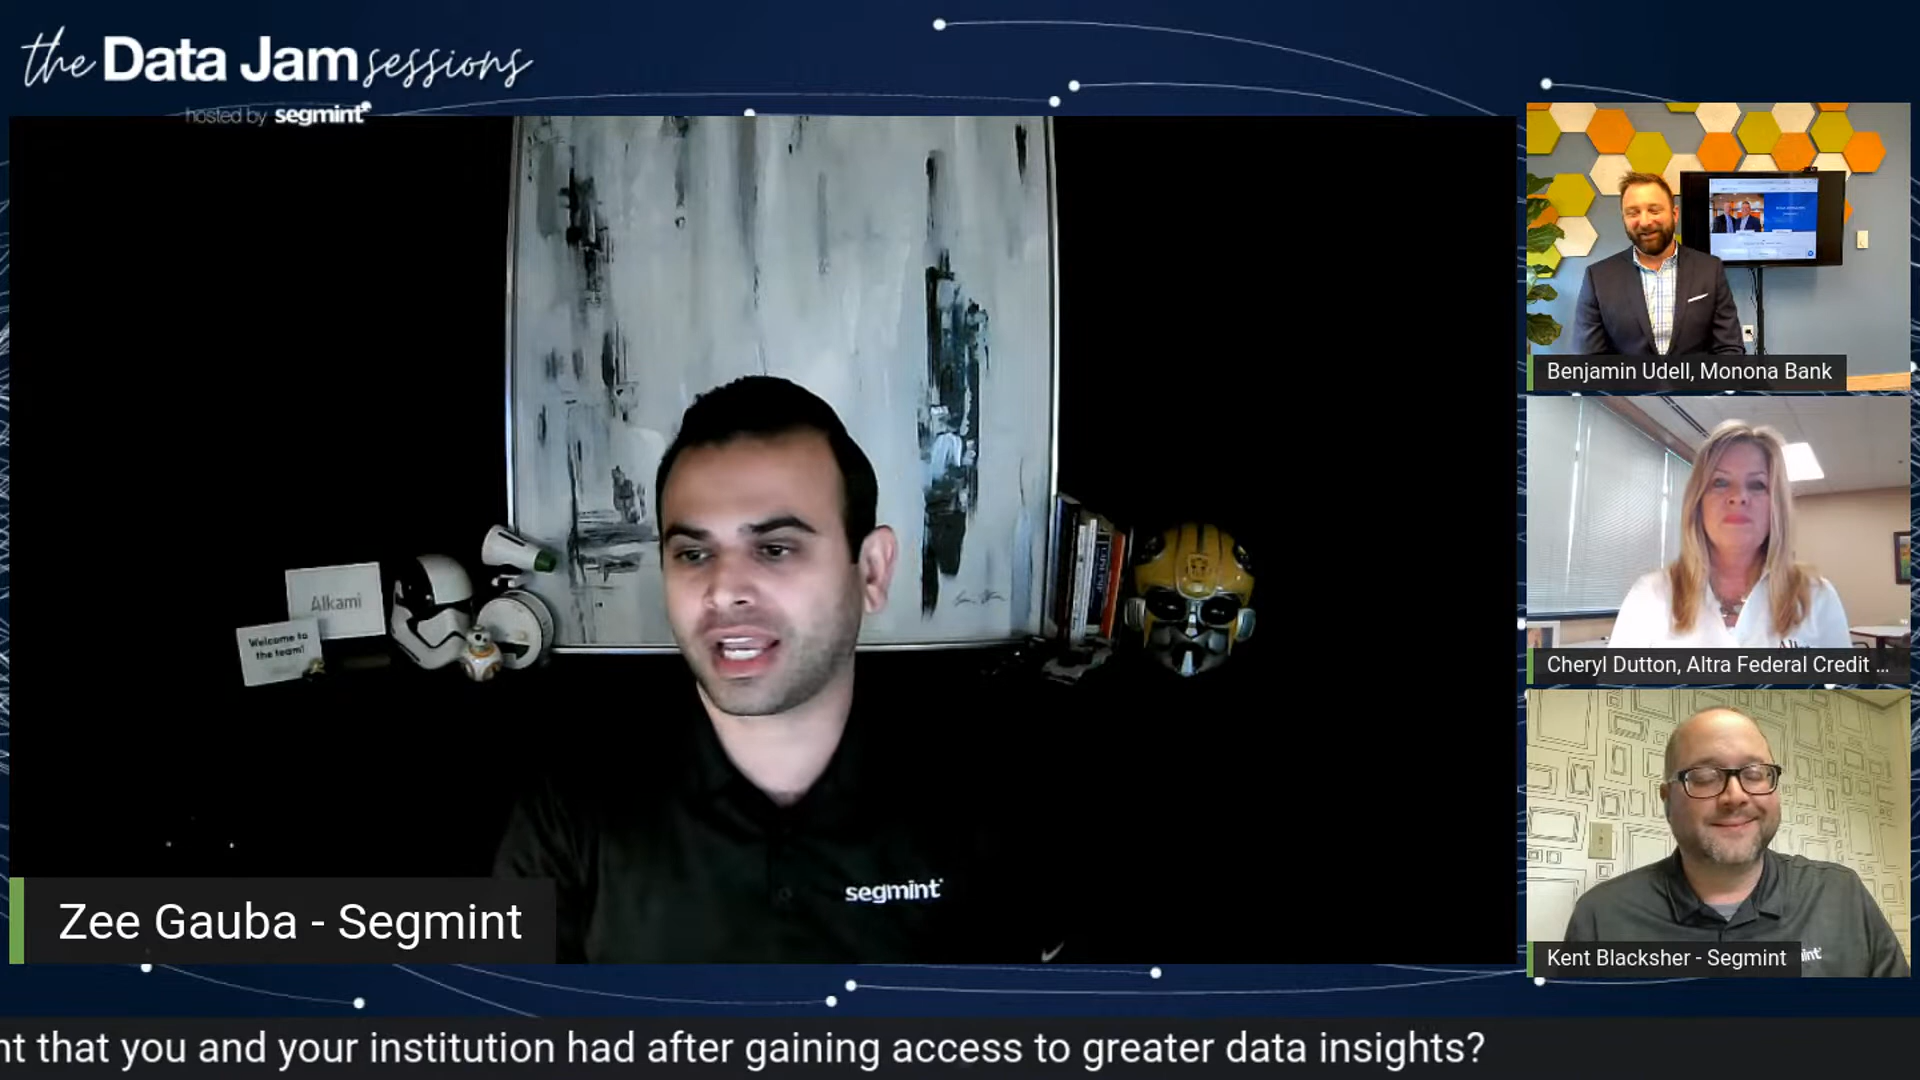 the Data Jam sessions
hosted by segmint
Alkami
Welcome to
the team!
segmint
Zee Gauba - Segmint
Benjamin Udell, Monona Bank
Cheryl Dutton, Altra Federal Credit ...
Kent Blacksher - Segmint
that you and your institution had after gaining access to greater data insights?